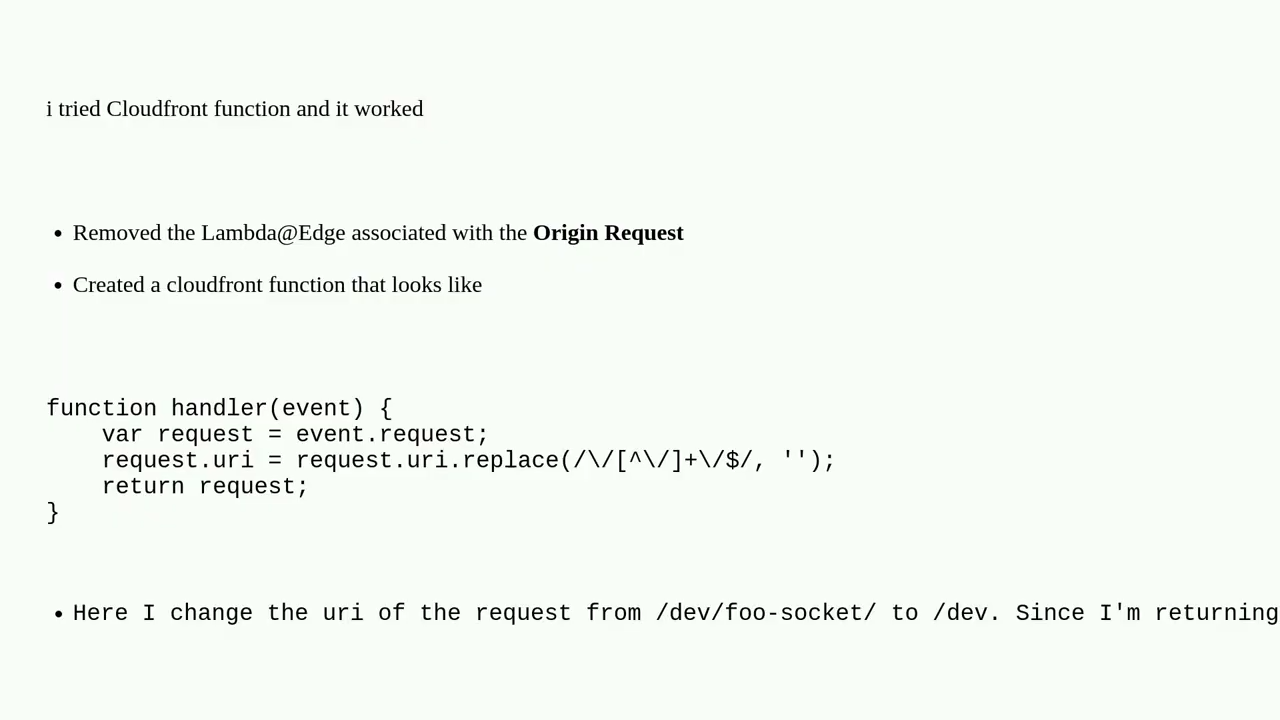 i tried Cloudfront function and it worked
• Removed the Lambda@Edge associated with the Origin Request
• Created a cloudfront function that looks like
function handler(event) {
    var request = event.request;
    request.uri = request.uri.replace(/\/[^\/]+\/$/, '');
    return request;
}
• Here I change the uri of the request from /dev/foo-socket/ to /dev. Since I'm returning